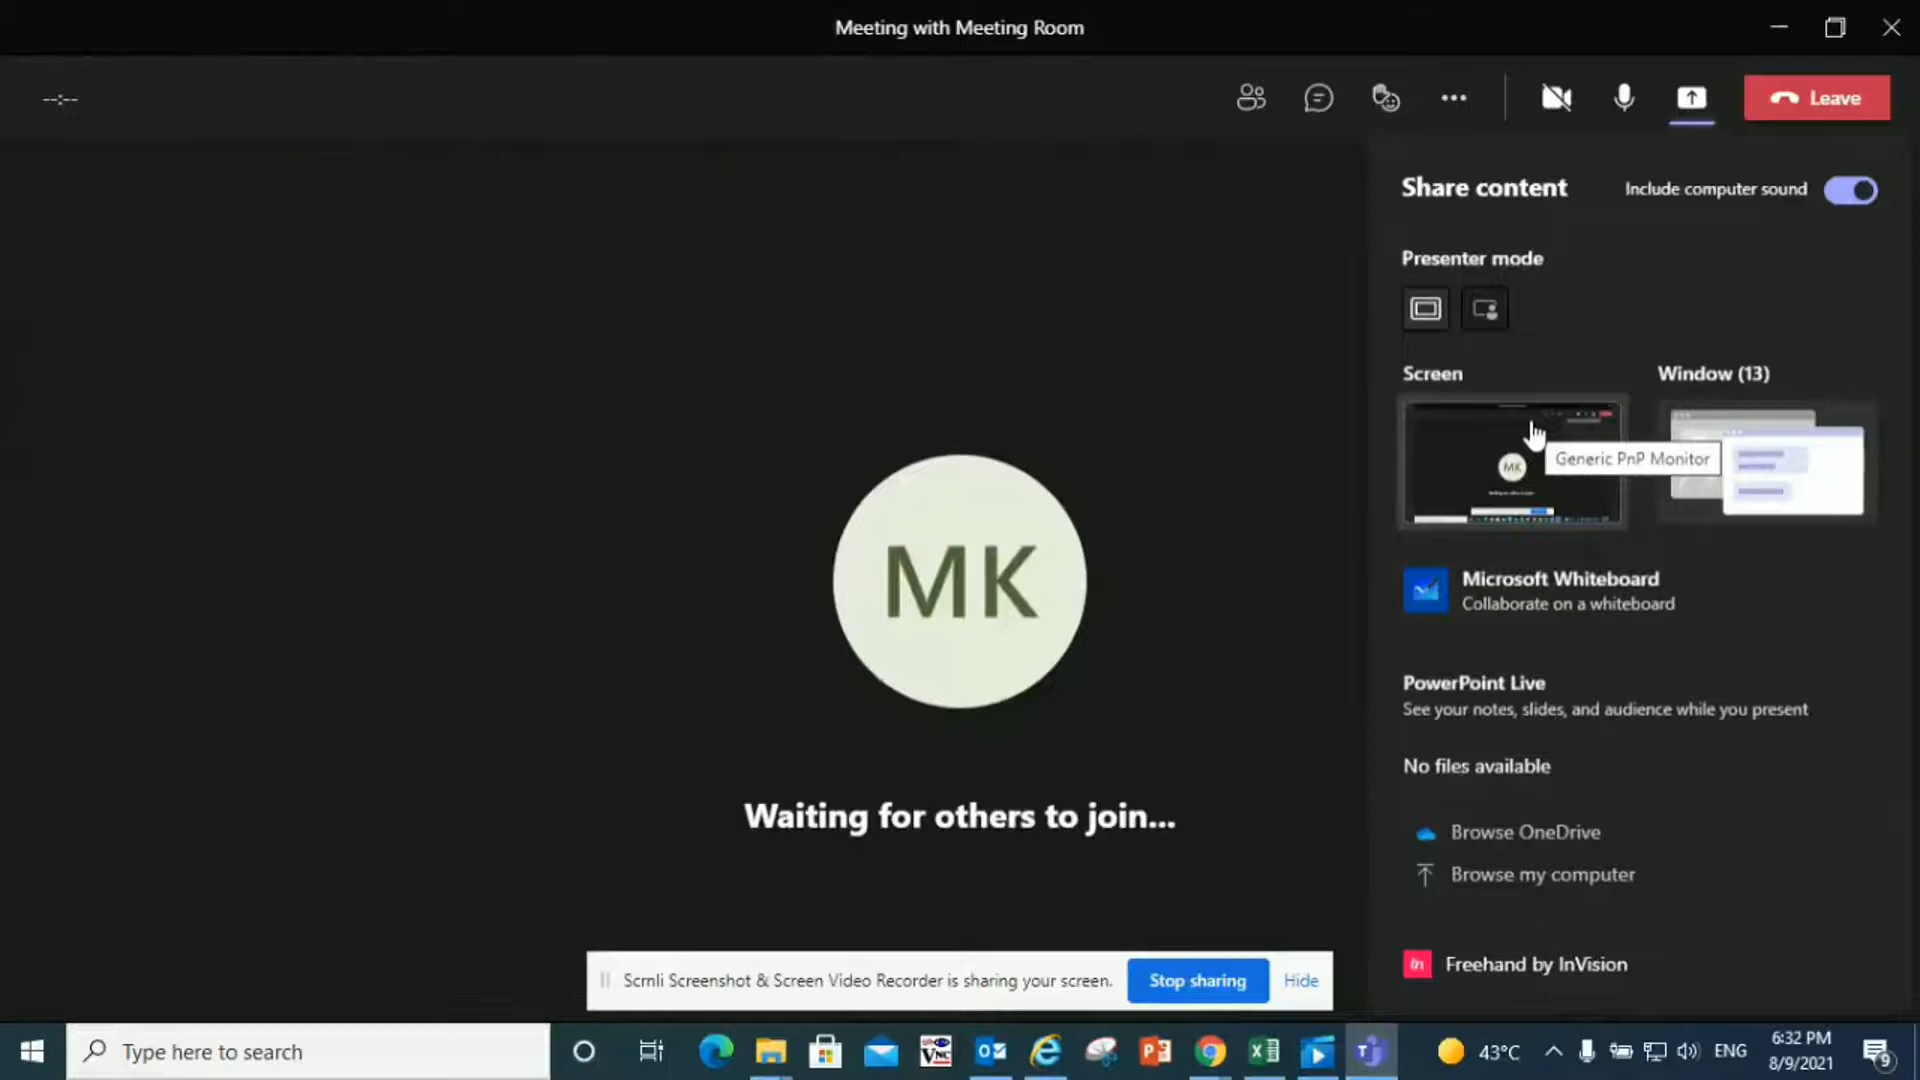 Meeting with Meeting Room
--:--
Leave
Share content
Include computer sound
Presenter mode
Screen
Window (13)
MK
Generic PnP Monitor
Microsoft Whiteboard
Collaborate on a whiteboard
MK
PowerPoint Live
See your notes, slides, and audience while you present
No files available
Waiting for others to join...
Browse OneDrive
Browse my computer
In
Freehand by InVision
Scrnli Screenshot & Screen Video Recorder is sharing your screen.
Stop sharing
Hide
Type here to search
VNC
43°C
ENG
6:32 PM
8/9/2021
9